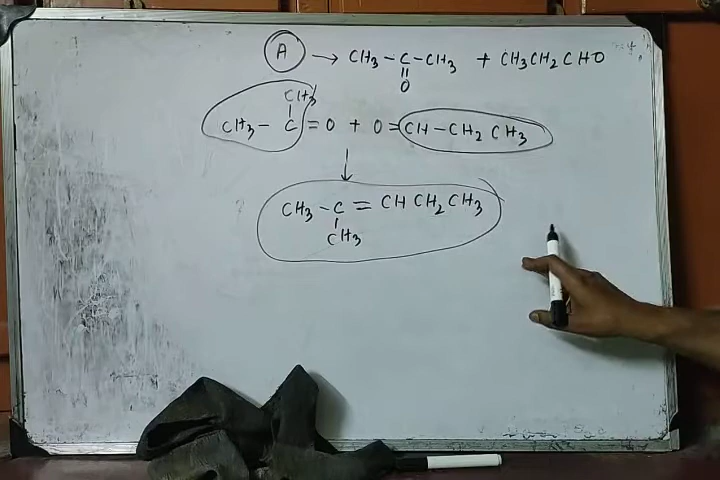 A → CH3 - C - CH3 + CH3CH2CHO
||
O
CH3
|
CH3 - C = O + O = CH - CH2 CH3
↓
CH3 - C = CH CH2 CH3
|
CH3